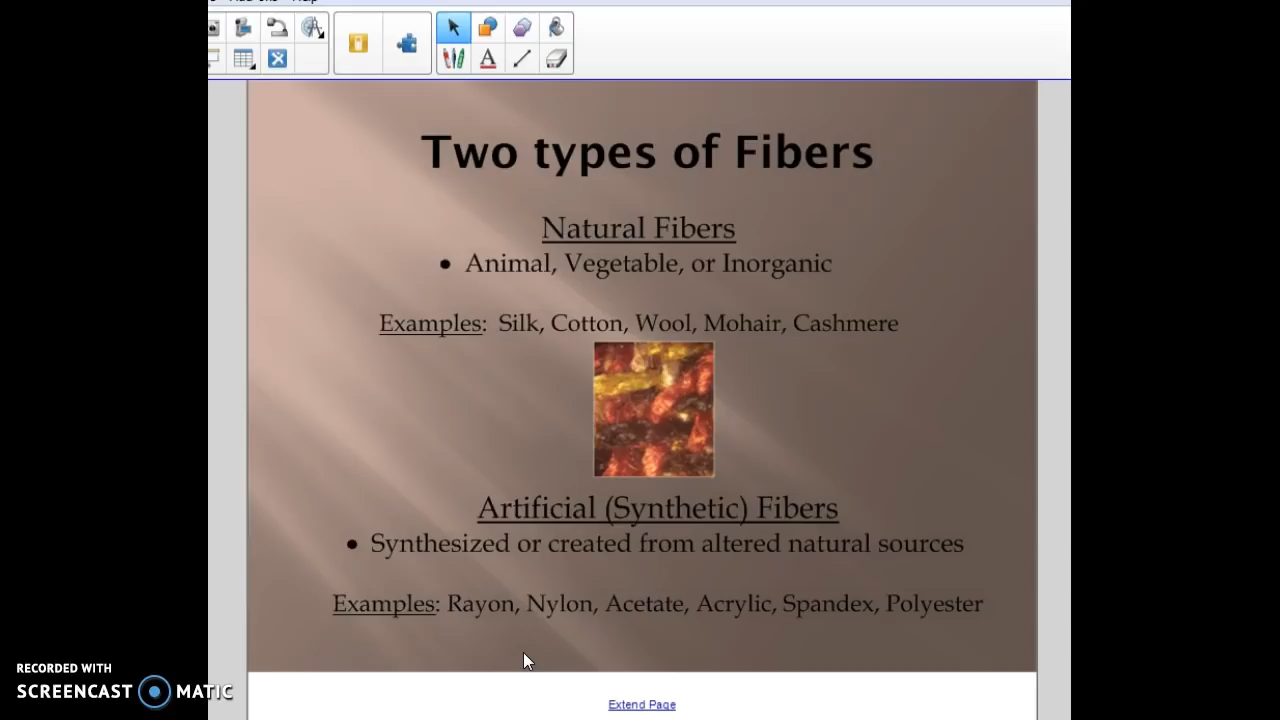 Two types of Fibers
Natural Fibers
• Animal, Vegetable, or Inorganic
Examples: Silk, Cotton, Wool, Mohair, Cashmere
Artificial (Synthetic) Fibers
• Synthesized or created from altered natural sources
Examples: Rayon, Nylon, Acetate, Acrylic, Spandex, Polyester
Extend Page
RECORDED WITH
SCREENCAST MATIC